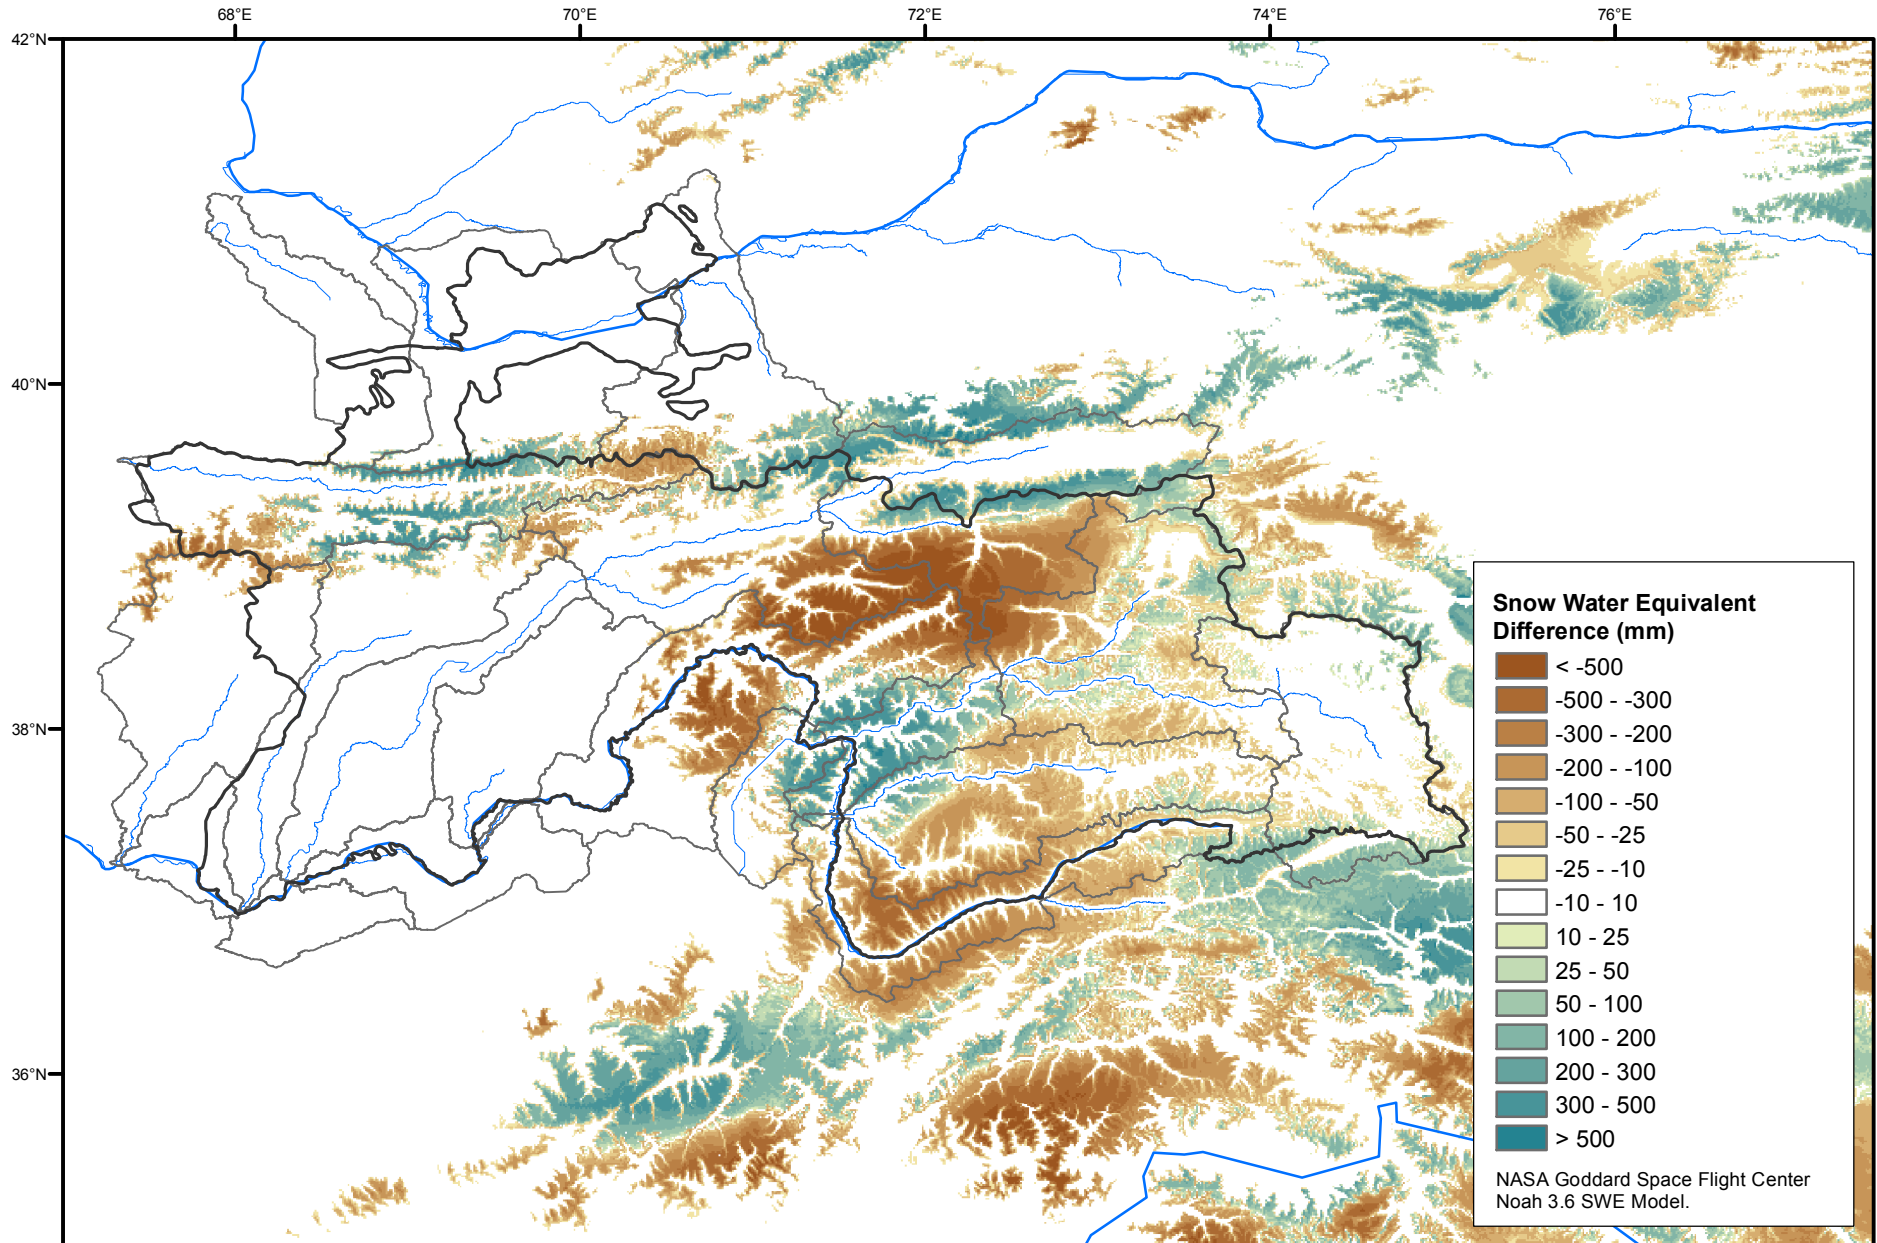 68°E 70°E 72°E 74°E 76°E
42°N
40°N
38°N
36°N
Snow Water Equivalent
Difference (mm)
< -500
-500 - -300
-300 - -200
-200 - -100
-100 - -50
-50 - -25
-25 - -10
-10 - 10
10 - 25
25 - 50
50 - 100
100 - 200
200 - 300
300 - 500
> 500
NASA Goddard Space Flight Center
Noah 3.6 SWE Model.